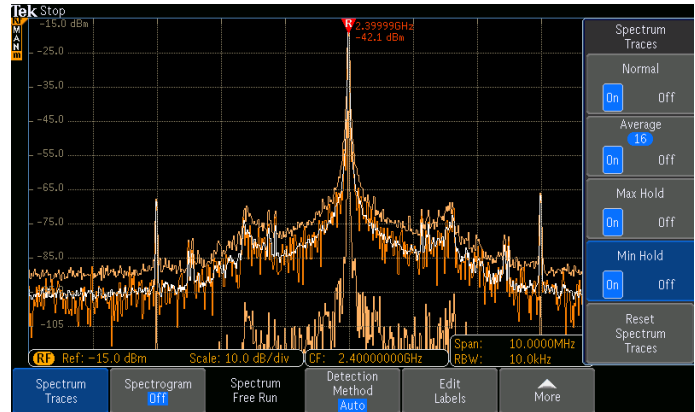 Tek Stop
-15.0 dBm
RF
M
A
N
m
R
2.39999GHz
-42.1 dBm
-25.0
-35.0
-45.0
-55.0
-65.0
-75.0
-85.0
-105
RF Ref: -15.0 dBm Scale: 10.0 dB/div CF: 2.40000000GHz
Span: 10.0000MHz
RBW: 10.0kHz
Spectrum
Traces
Normal
On Off
Average
16
On Off
Max Hold
On Off
Min Hold
On Off
Reset
Spectrum
Traces
Spectrum
Traces
Spectrogram
Off
Spectrum
Free Run
Detection
Method
Auto
Edit
Labels
More